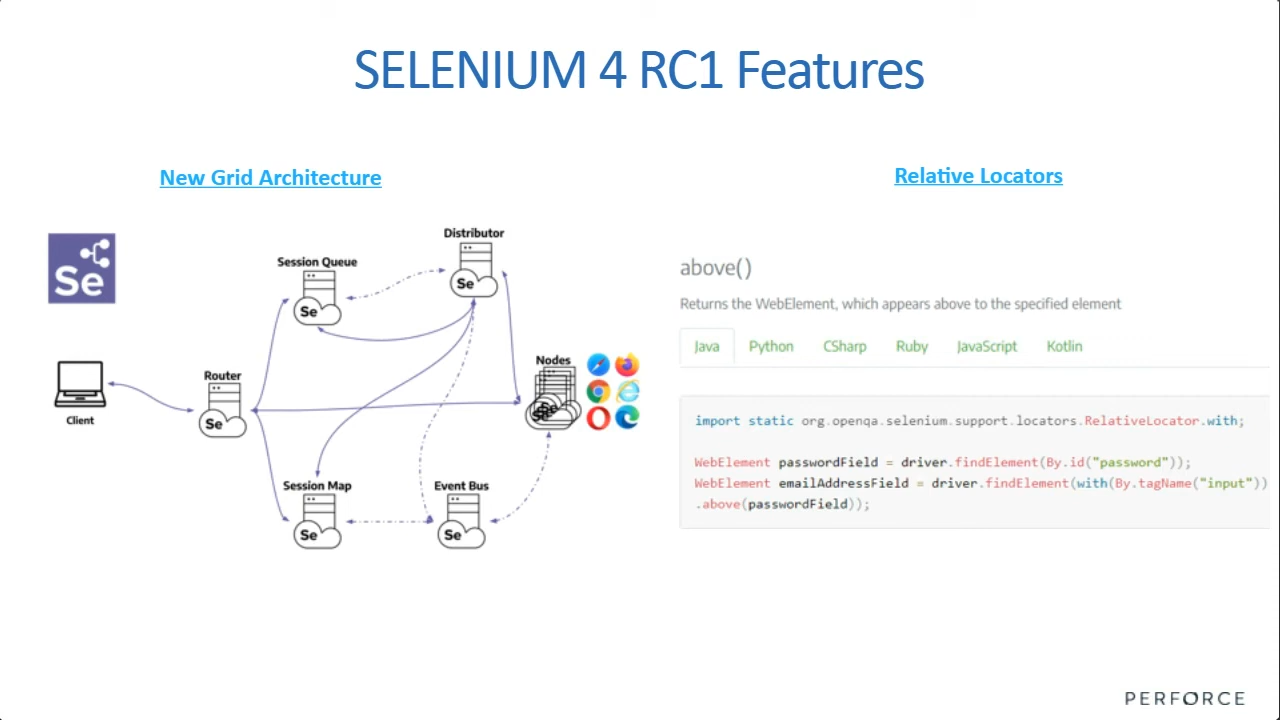 SELENIUM 4 RC1 Features
New Grid Architecture
Relative Locators
Se
Client
Router
Se
Session Queue
Se
Distributor
Se
Nodes
Se
Session Map
Se
Event Bus
Se
above()
Returns the WebElement, which appears above to the specified element
Java Python CSharp Ruby JavaScript Kotlin
import static org.openqa.selenium.support.locators.RelativeLocator.with;
WebElement passwordField = driver.findElement(By.id("password"));
WebElement emailAddressField = driver.findElement(with(By.tagName("input"))
.above(passwordField));
PERFORCE